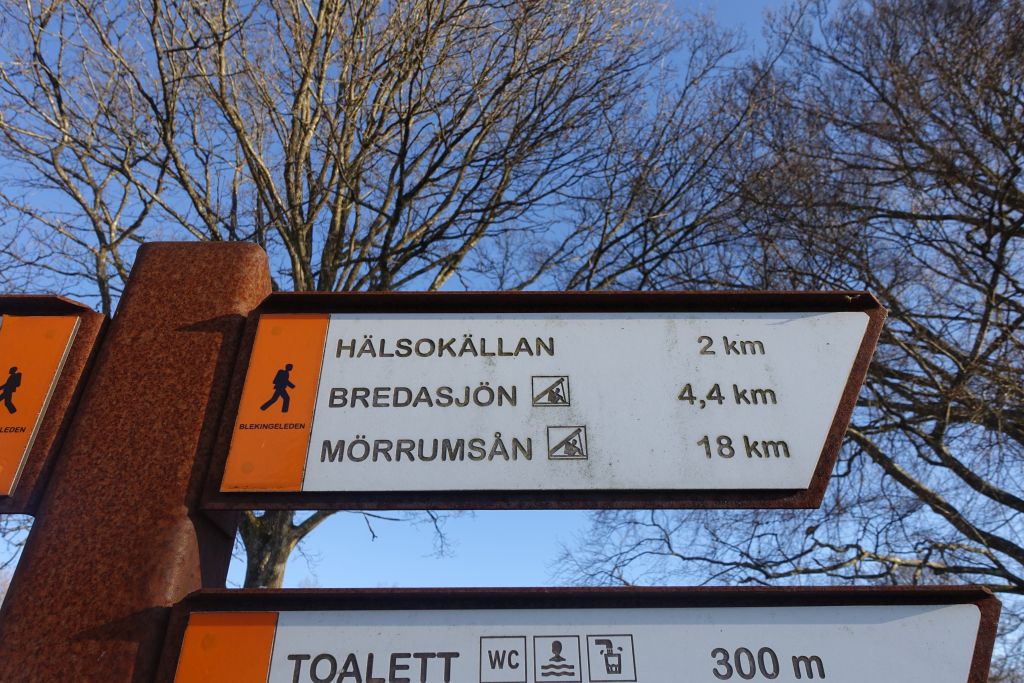 LEDEN
BLEKINGELEDEN
HÄLSOKÄLLAN 2 km
BREDASJÖN 4,4 km
MÖRRUMSÅN 18 km
TOALETT WC 300 m